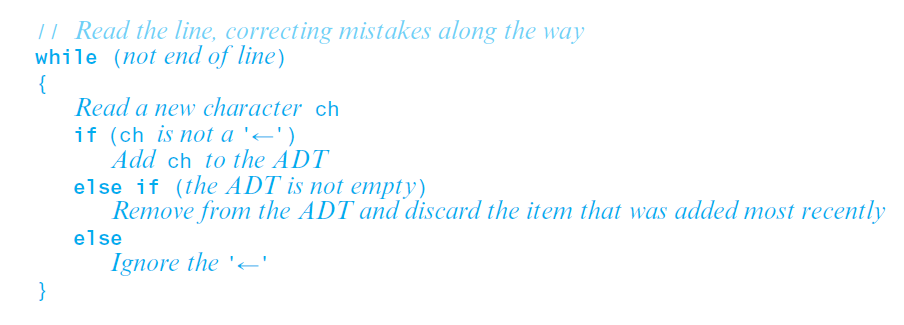 // Read the line, correcting mistakes along the way
while (not end of line)
{
Read a new character ch
if (ch is not a '←')
Add ch to the ADT
else if (the ADT is not empty)
Remove from the ADT and discard the item that was added most recently
else
Ignore the '←'
}